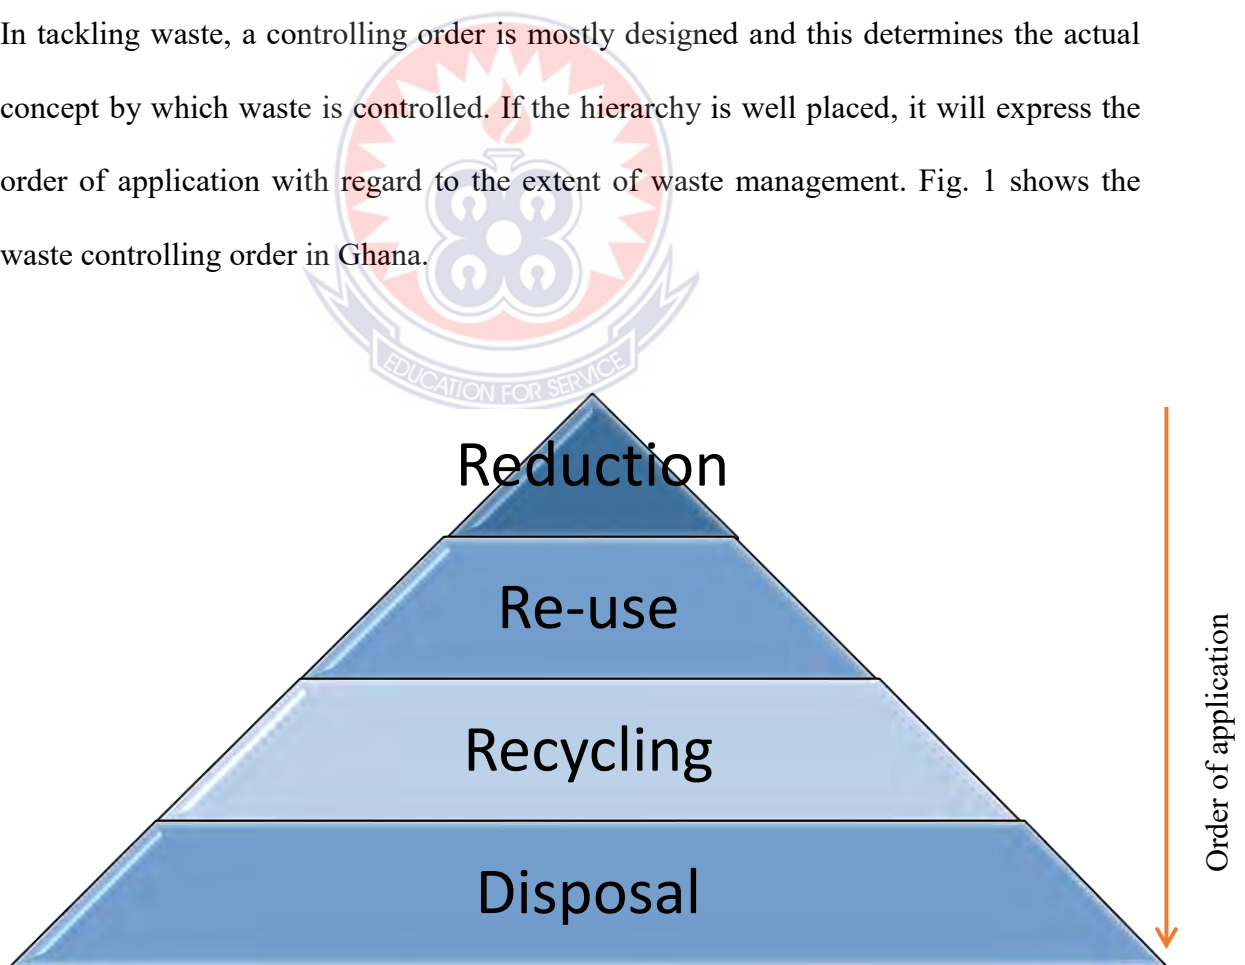 In tackling waste, a controlling order is mostly designed and this determines the actual
concept by which waste is controlled. If the hierarchy is well placed, it will express the
order of application with regard to the extent of waste management. Fig. 1 shows the
waste controlling order in Ghana.
EDUCATION FOR SERVICE
Reduction
Re-use
Recycling
Disposal
Order of application